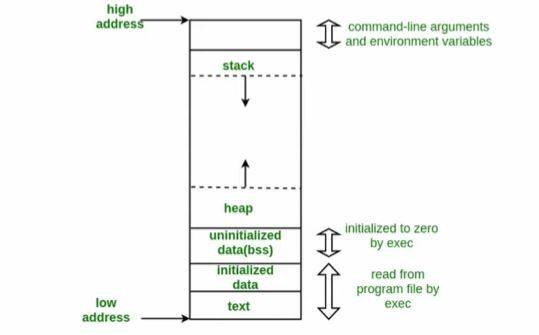 high
address
command-line arguments
and environment variables
stack
heap
uninitialized
data(bss)
initialized to zero
by exec
initialized
data
read from
program file by
exec
low
address
text